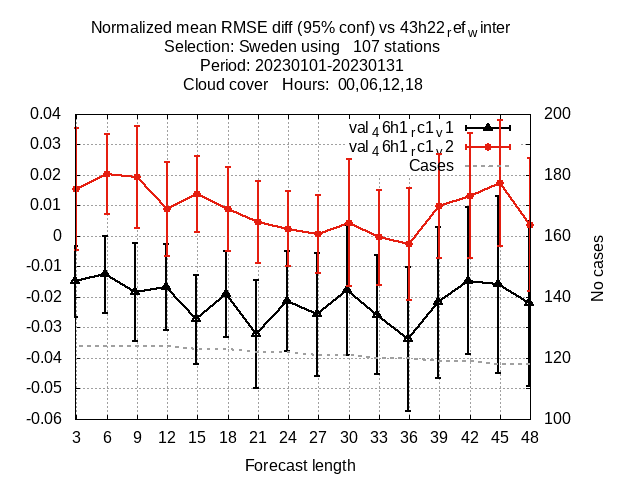 Normalized mean RMSE diff (95% conf) vs 43h22refwinter
Selection: Sweden using 107 stations
Period: 20230101-20230131
Cloud cover Hours: 00,06,12,18
0.04 200
val46h1rc1v1
0.03
val46h1rc1v2
Cases
0.02 180
0.01
0 160
-0.01
-0.02 140
-0.03
-0.04 120
-0.05
-0.06 100
No cases
3 6 9 12 15 18 21 24 27 30 33 36 39 42 45 48
Forecast length